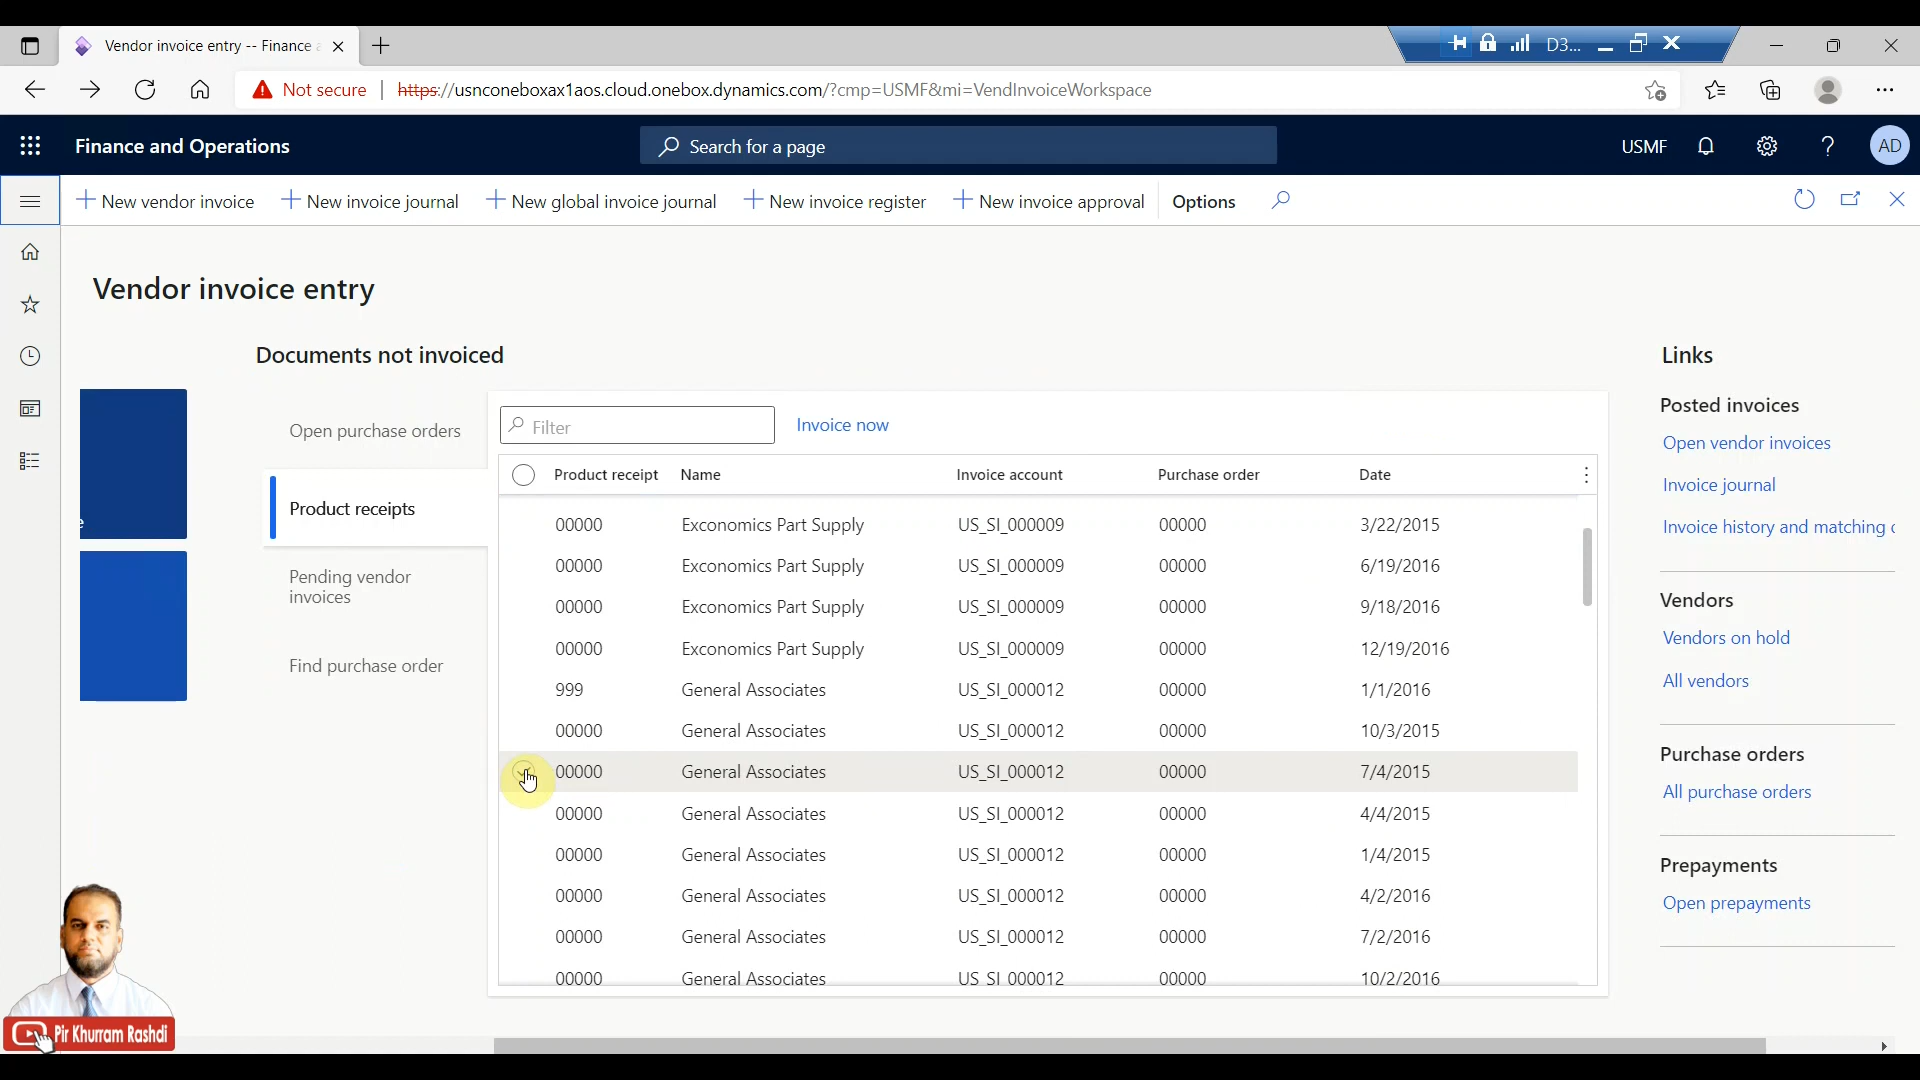 Vendor invoice entry -- Finance
D3...
Not secure
https://usnconeboxax1aos.cloud.onebox.dynamics.com/?cmp=USMF&mi=VendInvoiceWorkspace
Finance and Operations
Search for a page
USMF
AD
New vendor invoice
New invoice journal
New global invoice journal
New invoice register
New invoice approval
Options
Vendor invoice entry
Documents not invoiced
Links
Open purchase orders
Product receipts
Pending vendor
invoices
Find purchase order
Filter
Invoice now
Product receipt Name Invoice account Purchase order Date
00000 Exconomics Part Supply US_SI_000009 00000 3/22/2015
00000 Exconomics Part Supply US_SI_000009 00000 6/19/2016
00000 Exconomics Part Supply US_SI_000009 00000 9/18/2016
00000 Exconomics Part Supply US_SI_000009 00000 12/19/2016
999 General Associates US_SI_000012 00000 1/1/2016
00000 General Associates US_SI_000012 00000 10/3/2015
00000 General Associates US_SI_000012 00000 7/4/2015
00000 General Associates US_SI_000012 00000 4/4/2015
00000 General Associates US_SI_000012 00000 1/4/2015
00000 General Associates US_SI_000012 00000 4/2/2016
00000 General Associates US_SI_000012 00000 7/2/2016
00000 General Associates US_SI_000012 00000 10/2/2016
Posted invoices
Open vendor invoices
Invoice journal
Invoice history and matching
Vendors
Vendors on hold
All vendors
Purchase orders
All purchase orders
Prepayments
Open prepayments
Pir Khurram Rashdi